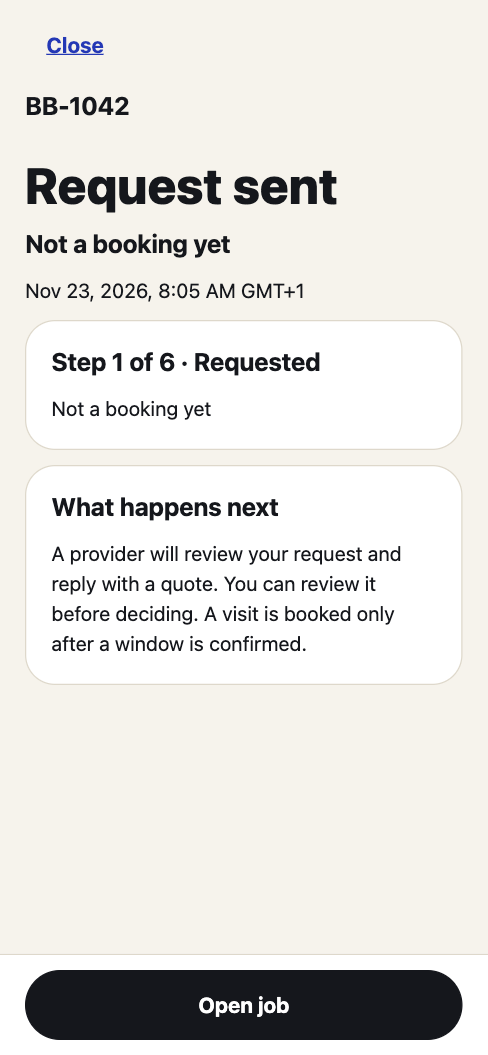 Close
BB-1042
Request sent
Not a booking yet
Nov 23, 2026, 8:05 AM GMT+1
Step 1 of 6 · Requested
Not a booking yet
What happens next
A provider will review your request and
reply with a quote. You can review it
before deciding. A visit is booked only
after a window is confirmed.
Open job